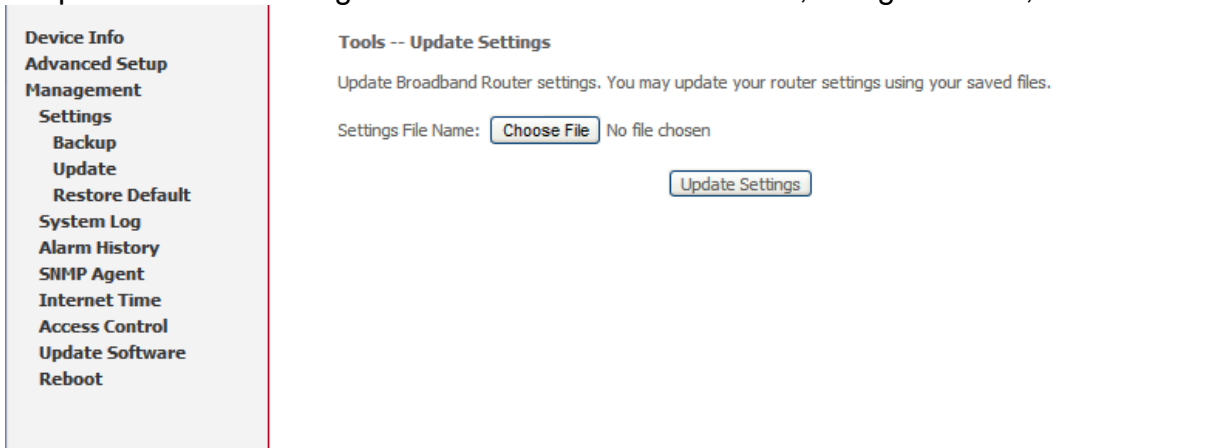 Device Info
Advanced Setup
Management
Settings
Backup
Update
Restore Default
System Log
Alarm History
SNMP Agent
Internet Time
Access Control
Update Software
Reboot
Tools -- Update Settings
Update Broadband Router settings. You may update your router settings using your saved files.
Settings File Name: Choose File No file chosen
Update Settings